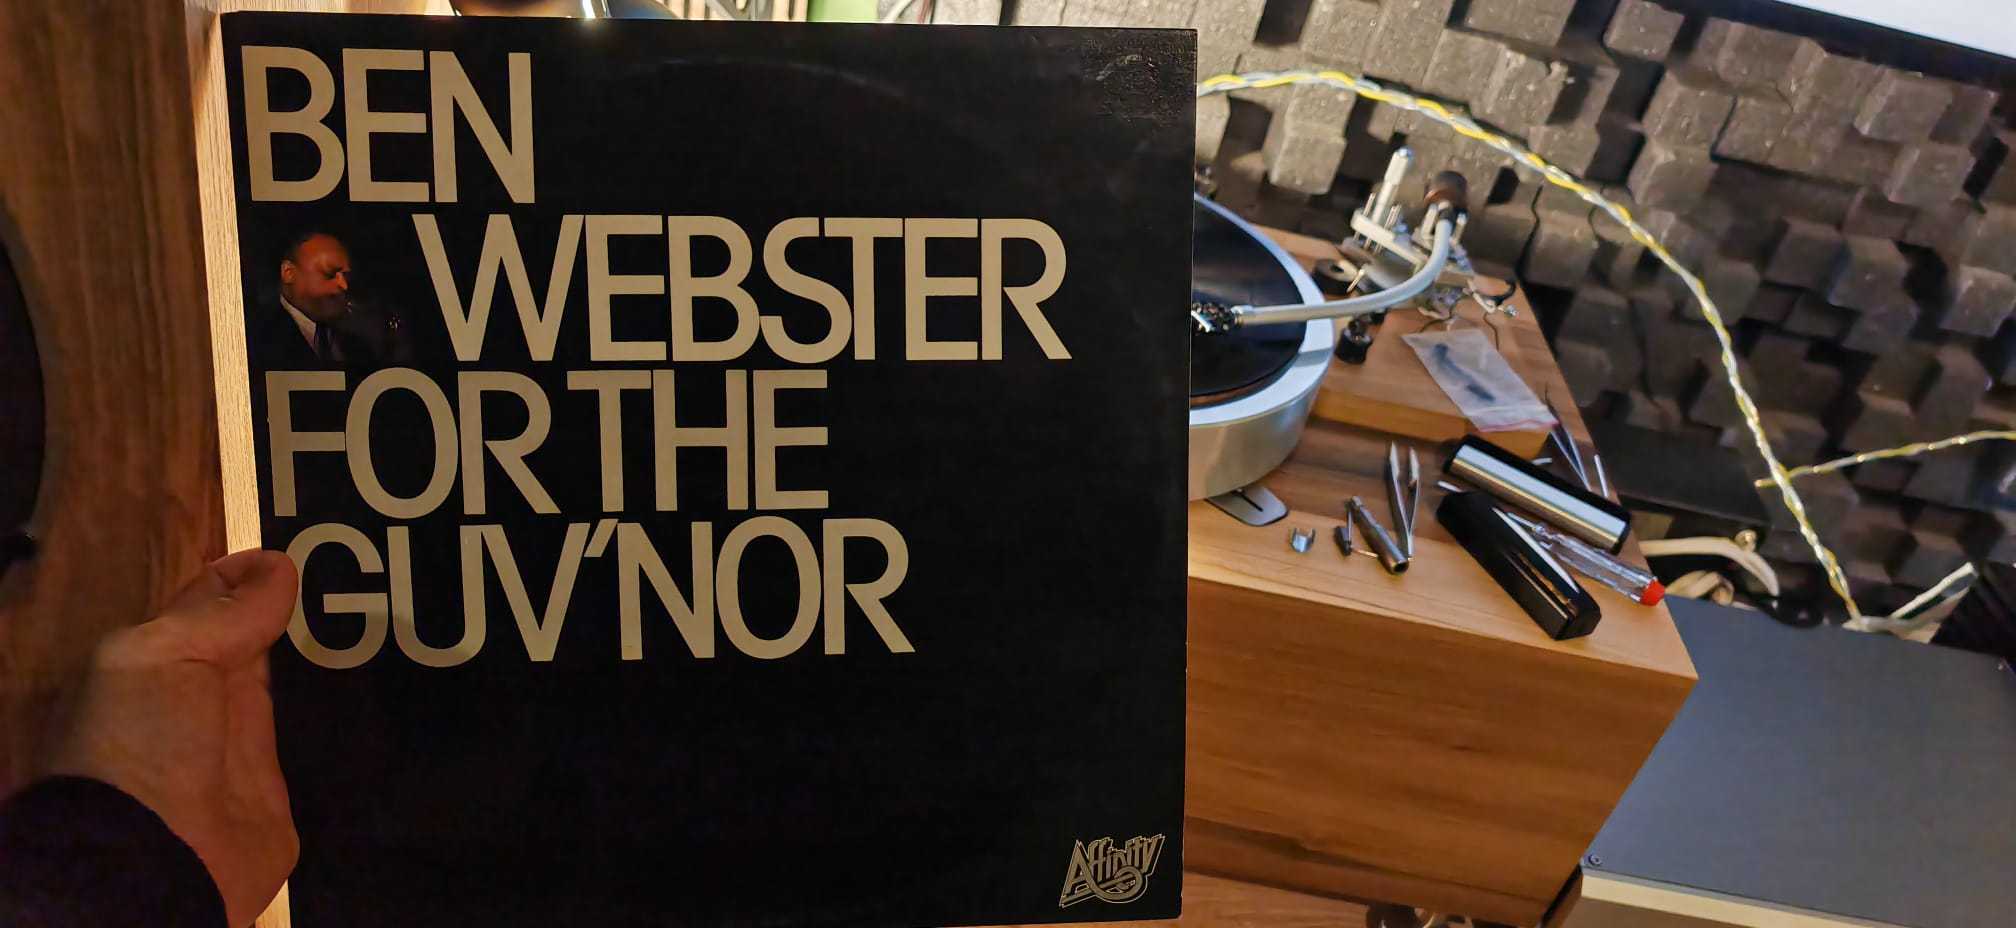 BEN
WEBSTER
FOR THE
GUV'NOR
Affinity